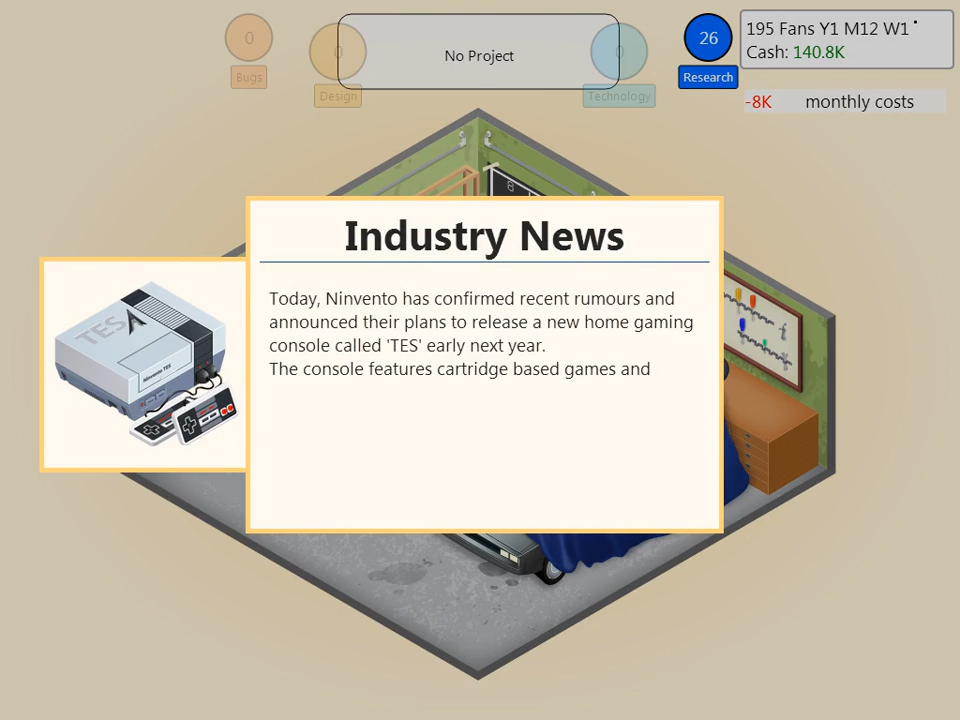 0
Bugs
0
Design
No Project
0
Technology
26
Research
195 Fans Y1 M12 W1
Cash: 140.8K
-8K monthly costs
Industry News
Today, Ninvento has confirmed recent rumours and
announced their plans to release a new home gaming
console called 'TES' early next year.
The console features cartridge based games and
TES
Ninvento TES